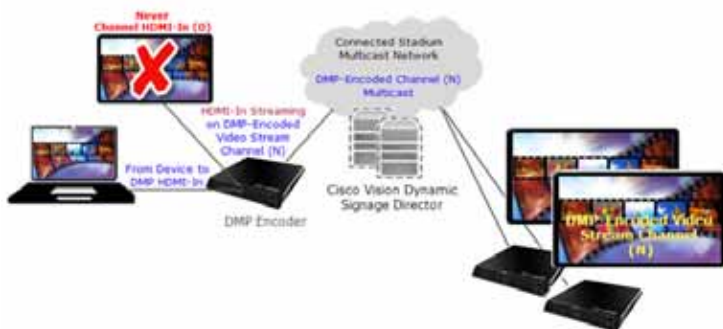 Never
Channel HDMI-In (0)
Connected Stadium
Multicast Network
DMP-Encoded Channel (N)
Multicast
HDMI-In Streaming
on DMP-Encoded
Video Stream
Channel (N)
From Device to
DMP HDMI-In
DMP Encoder
Cisco Vision Dynamic
Signage Director
DMP Encoded Video
Stream Channel
(N)